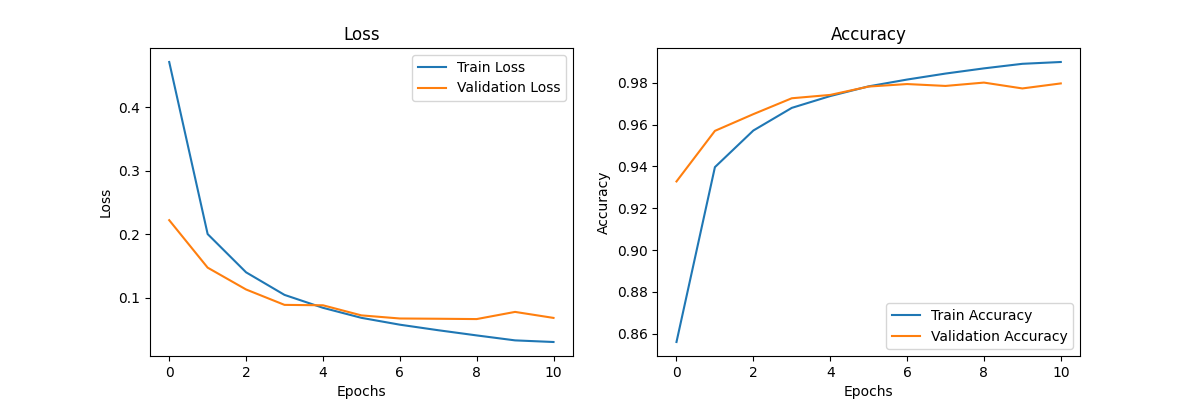 Loss
Train Loss
Validation Loss
0.4
0.3
0.2
0.1
Loss
0 2 4 6 8 10
Epochs
Accuracy
0.98
0.96
0.94
0.92
0.90
0.88
0.86
Accuracy
Train Accuracy
Validation Accuracy
0 2 4 6 8 10
Epochs